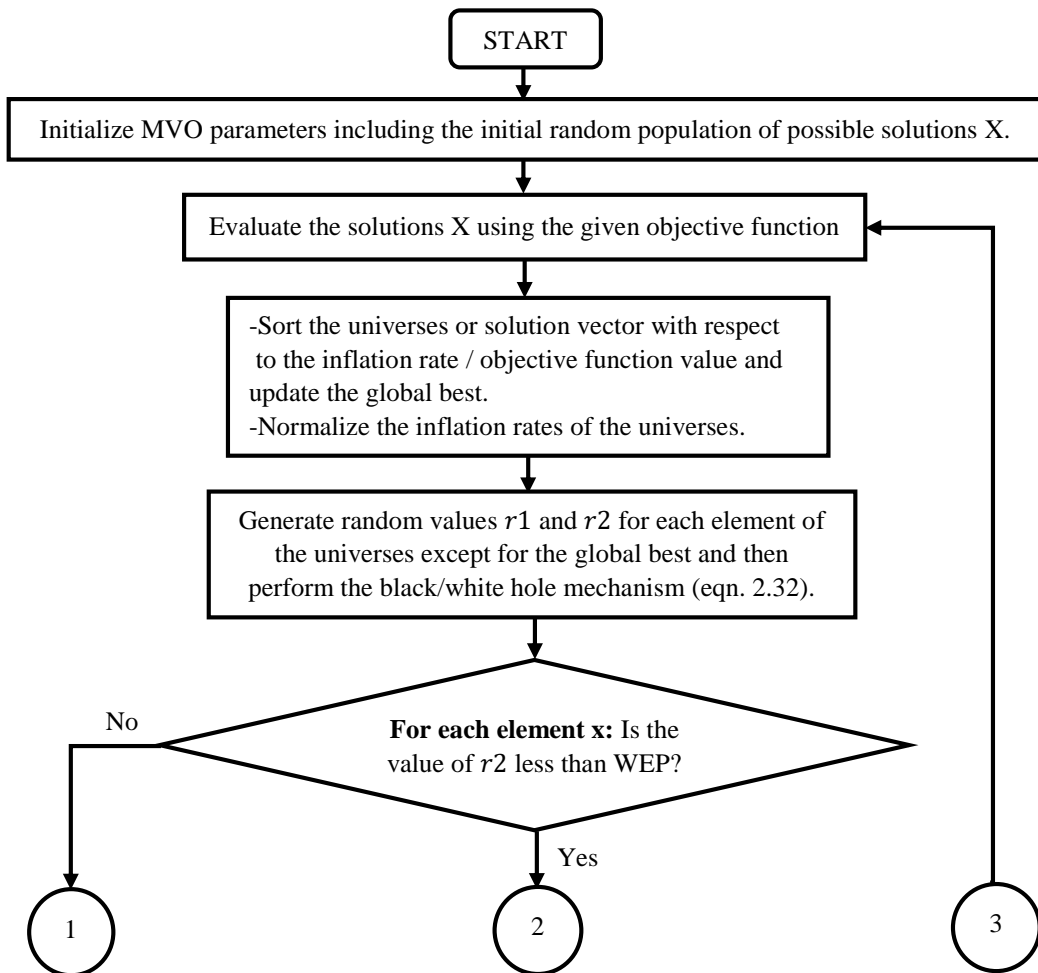 START
Initialize MVO parameters including the initial random population of possible solutions X.
Evaluate the solutions X using the given objective function
-Sort the universes or solution vector with respect
to the inflation rate / objective function value and
update the global best.
-Normalize the inflation rates of the universes.
Generate random values r1 and r2 for each element of
the universes except for the global best and then
perform the black/white hole mechanism (eqn. 2.32).
No
For each element x: Is the
value of r2 less than WEP?
Yes
1
2
3